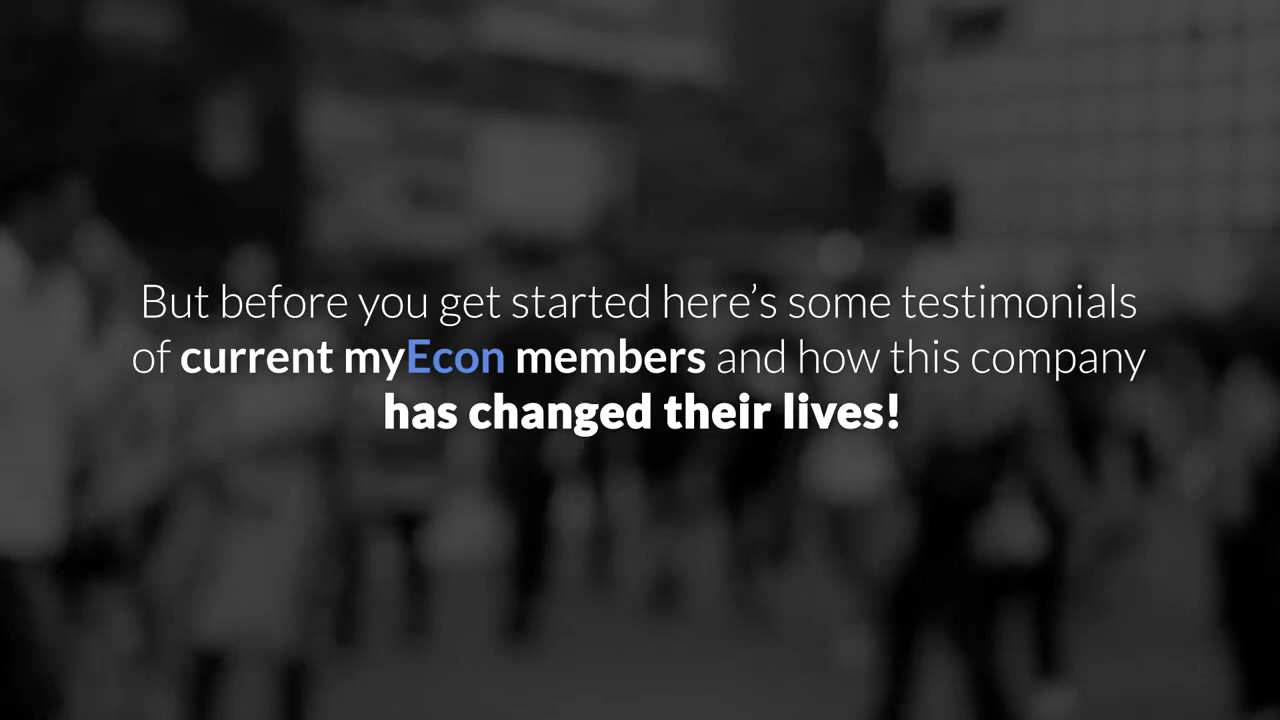 But before you get started here’s some testimonials
of current myEcon members and how this company
has changed their lives!